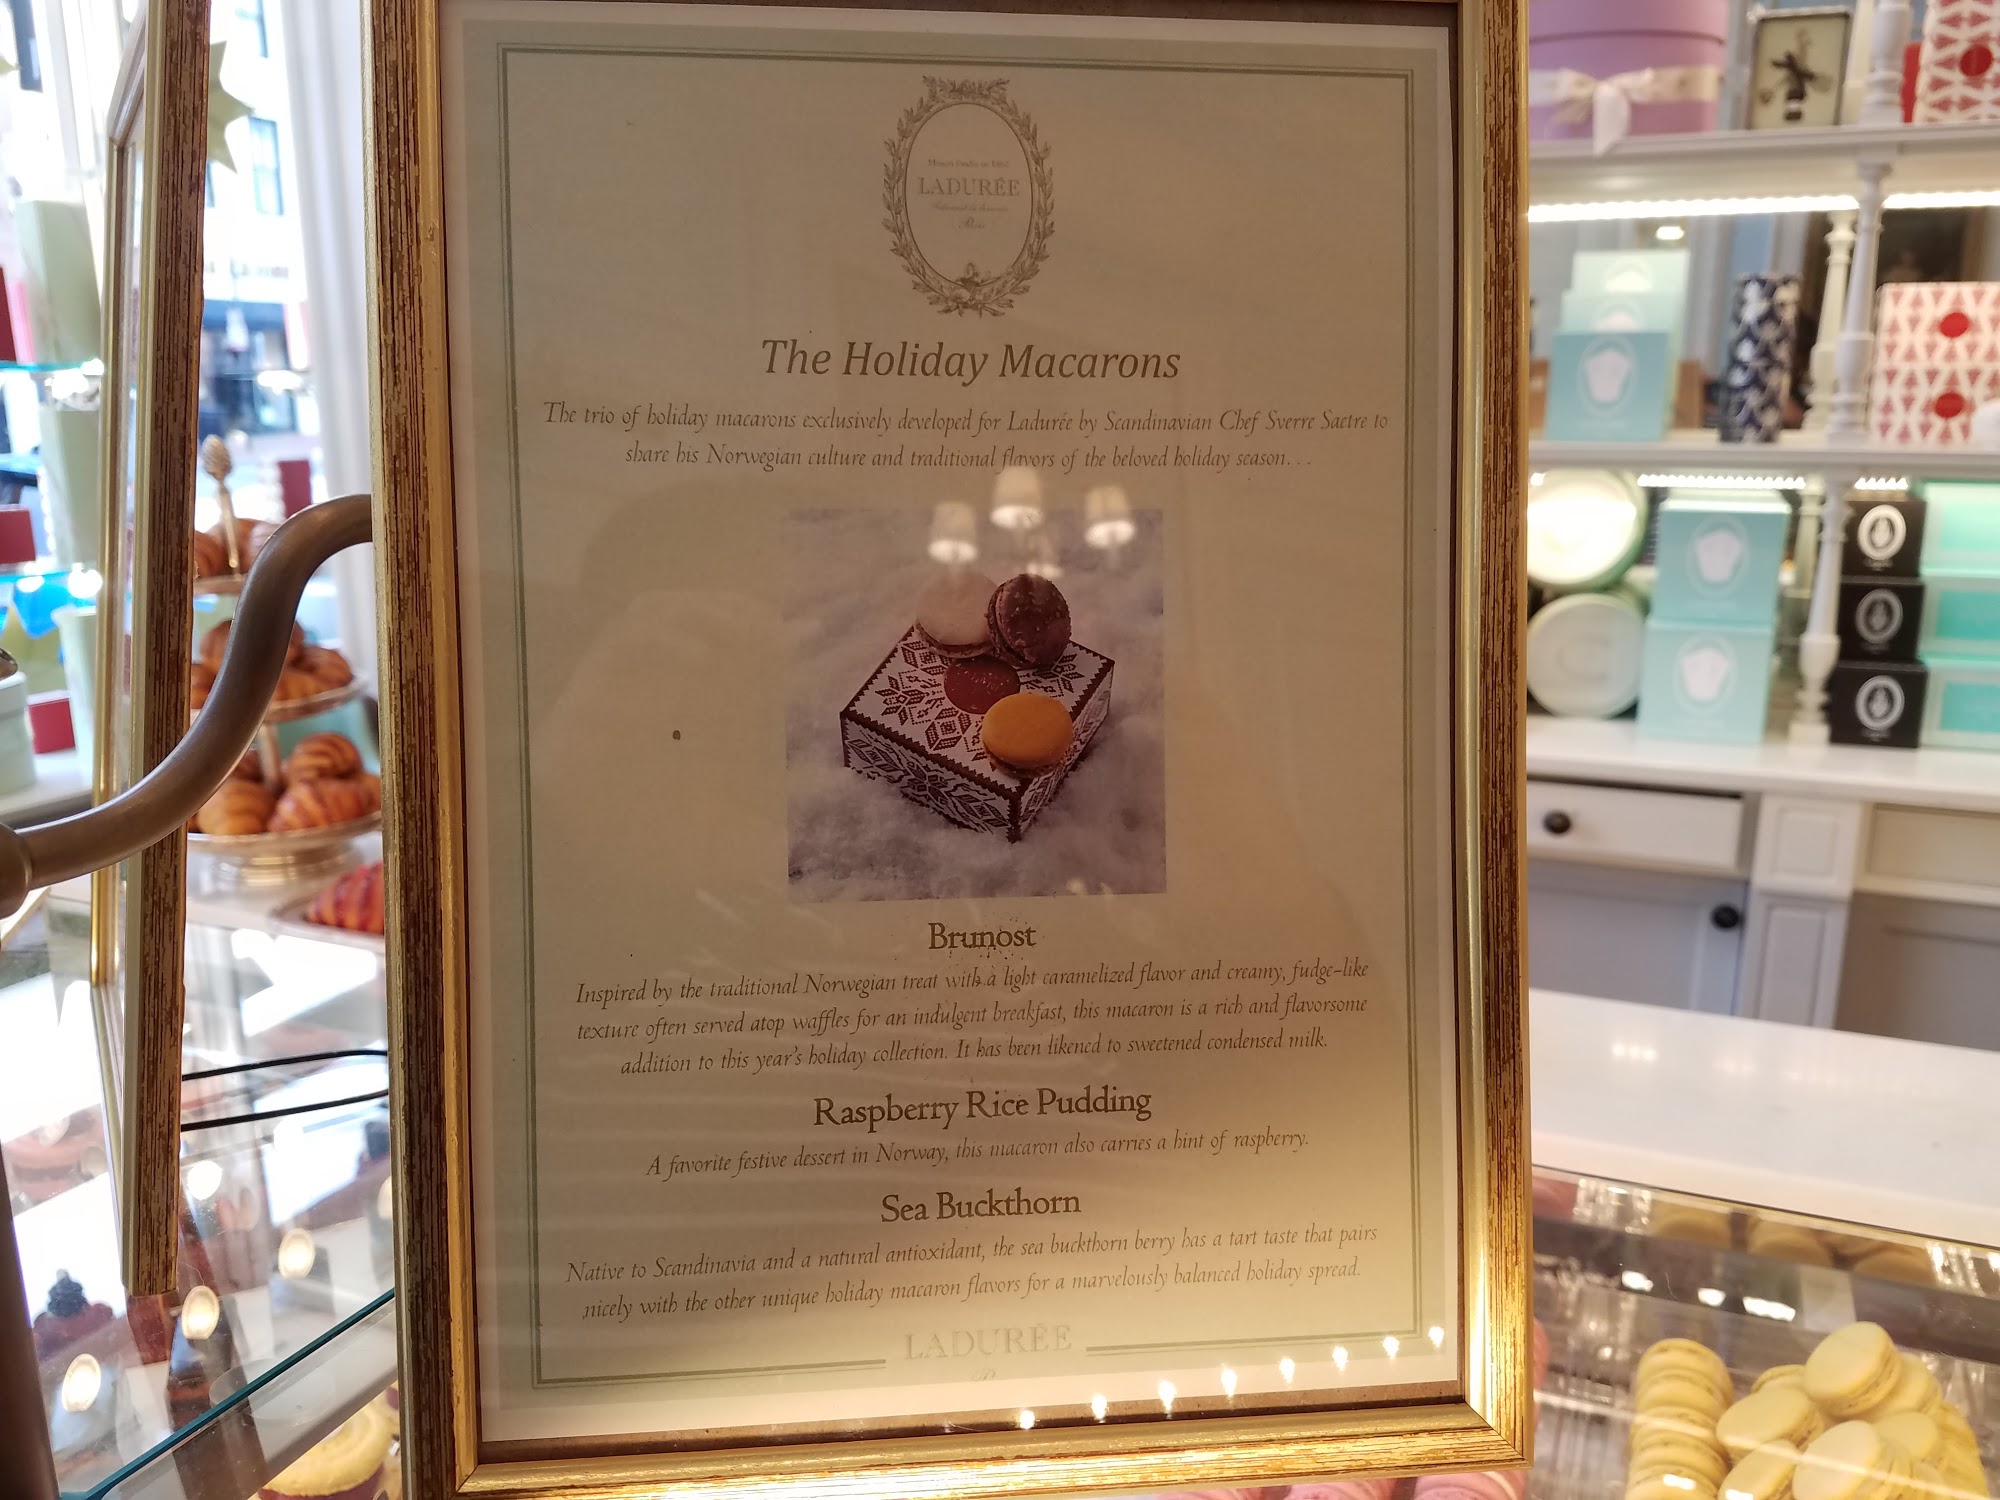 LADURÉE
Paris
The Holiday Macarons
The trio of holiday macarons exclusively developed for Ladurée by Scandinavian Chef Sverre Saetre to
share his Norwegian culture and traditional flavors of the beloved holiday season...
Brunost
Inspired by the traditional Norwegian treat with a light caramelized flavor and creamy, fudge-like
texture often served atop waffles for an indulgent breakfast, this macaron is a rich and flavorsome
addition to this year's holiday collection. It has been likened to sweetened condensed milk.
Raspberry Rice Pudding
A favorite festive dessert in Norway, this macaron also carries a hint of raspberry.
Sea Buckthorn
Native to Scandinavia and a natural antioxidant, the sea buckthorn berry has a tart taste that pairs
nicely with the other unique holiday macaron flavors for a marvelously balanced holiday spread.
LADURÉE